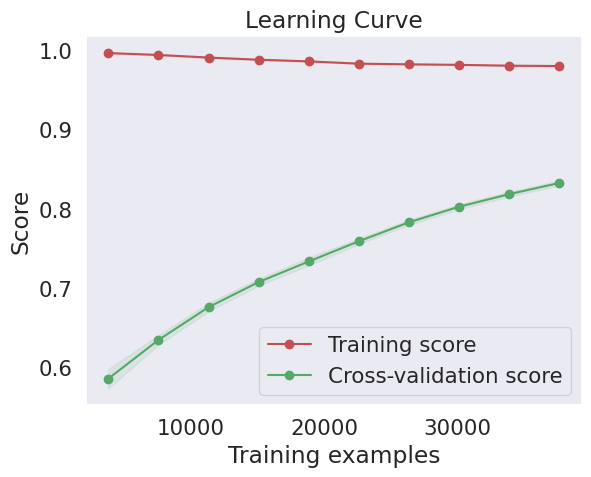 Learning Curve
1.0
0.9
0.8
0.7
0.6
Score
Training score
Cross-validation score
10000 20000 30000
Training examples